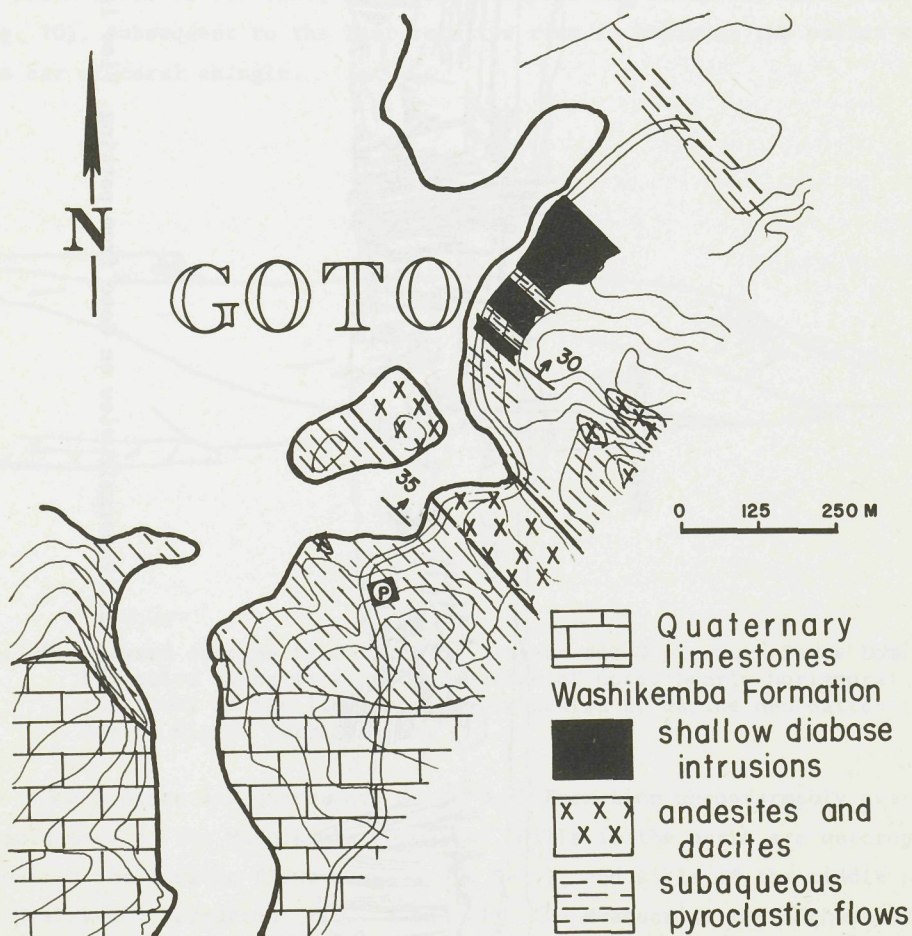 N
GOTO
30
35
P
0 125 250 M
Quaternary
limestones
Washikemba Formation
shallow diabase
intrusions
andesites and
dacites
subaqueous
pyroclastic flows